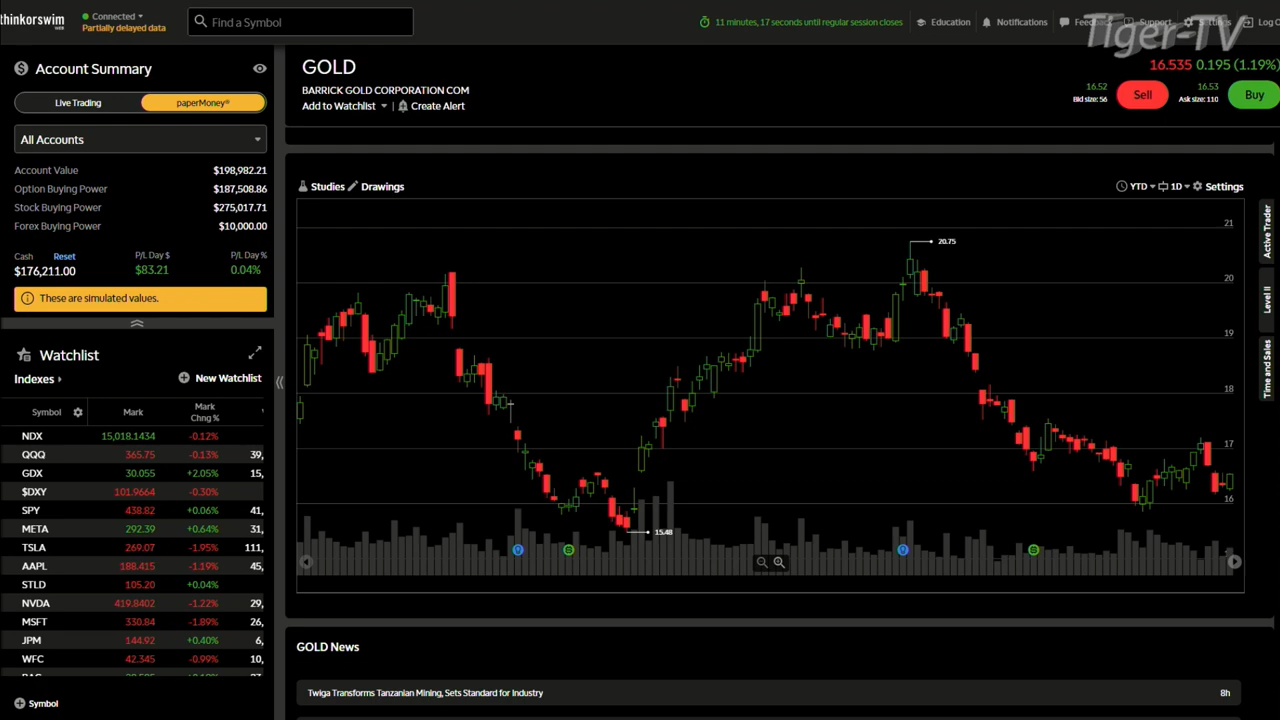 thinkorswim
WEB
Connected
Partially delayed data
Find a Symbol
11 minutes, 17 seconds until regular session closes
Education
Notifications
Support
Tiger-TV
Account Summary
Live Trading
paperMoney®
All Accounts
Account Value $198,982.21
Option Buying Power $187,508.86
Stock Buying Power $275,017.71
Forex Buying Power $10,000.00
Cash Reset P/L Day $ P/L Day %
$176,211.00 $83.21 0.04%
These are simulated values.
Watchlist
Indexes
New Watchlist
Symbol Mark Mark Chng %
NDX 15,018.1434 -0.12%
QQQ 365.75 -0.13% 39,
GDX 30.055 +2.05% 15,
$DXY 101.9664 -0.30%
SPY 438.82 +0.06% 41,
META 292.39 +0.64% 31,
TSLA 269.07 -1.95% 111,
AAPL 188.415 -1.19% 45,
STLD 105.20 +0.04%
NVDA 419.8402 -1.22% 29,
MSFT 330.84 -1.89% 26,
JPM 144.92 +0.40% 6,
WFC 42.345 -0.99% 10,
Symbol
GOLD
BARRICK GOLD CORPORATION COM
Add to Watchlist
Create Alert
16.535 0.195 (1.19%)
16.52
Bid size: 56
Sell
16.53
Ask size: 110
Buy
Studies
Drawings
YTD
1D
Settings
21
20
19
18
17
16
20.75
15.48
Active Trader
Level II
Time and Sales
GOLD News
Twiga Transforms Tanzanian Mining, Sets Standard for Industry 8h